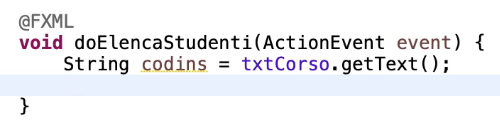 @FXML
void doElencaStudenti(ActionEvent event) {
String codins = txtCorso.getText();
}